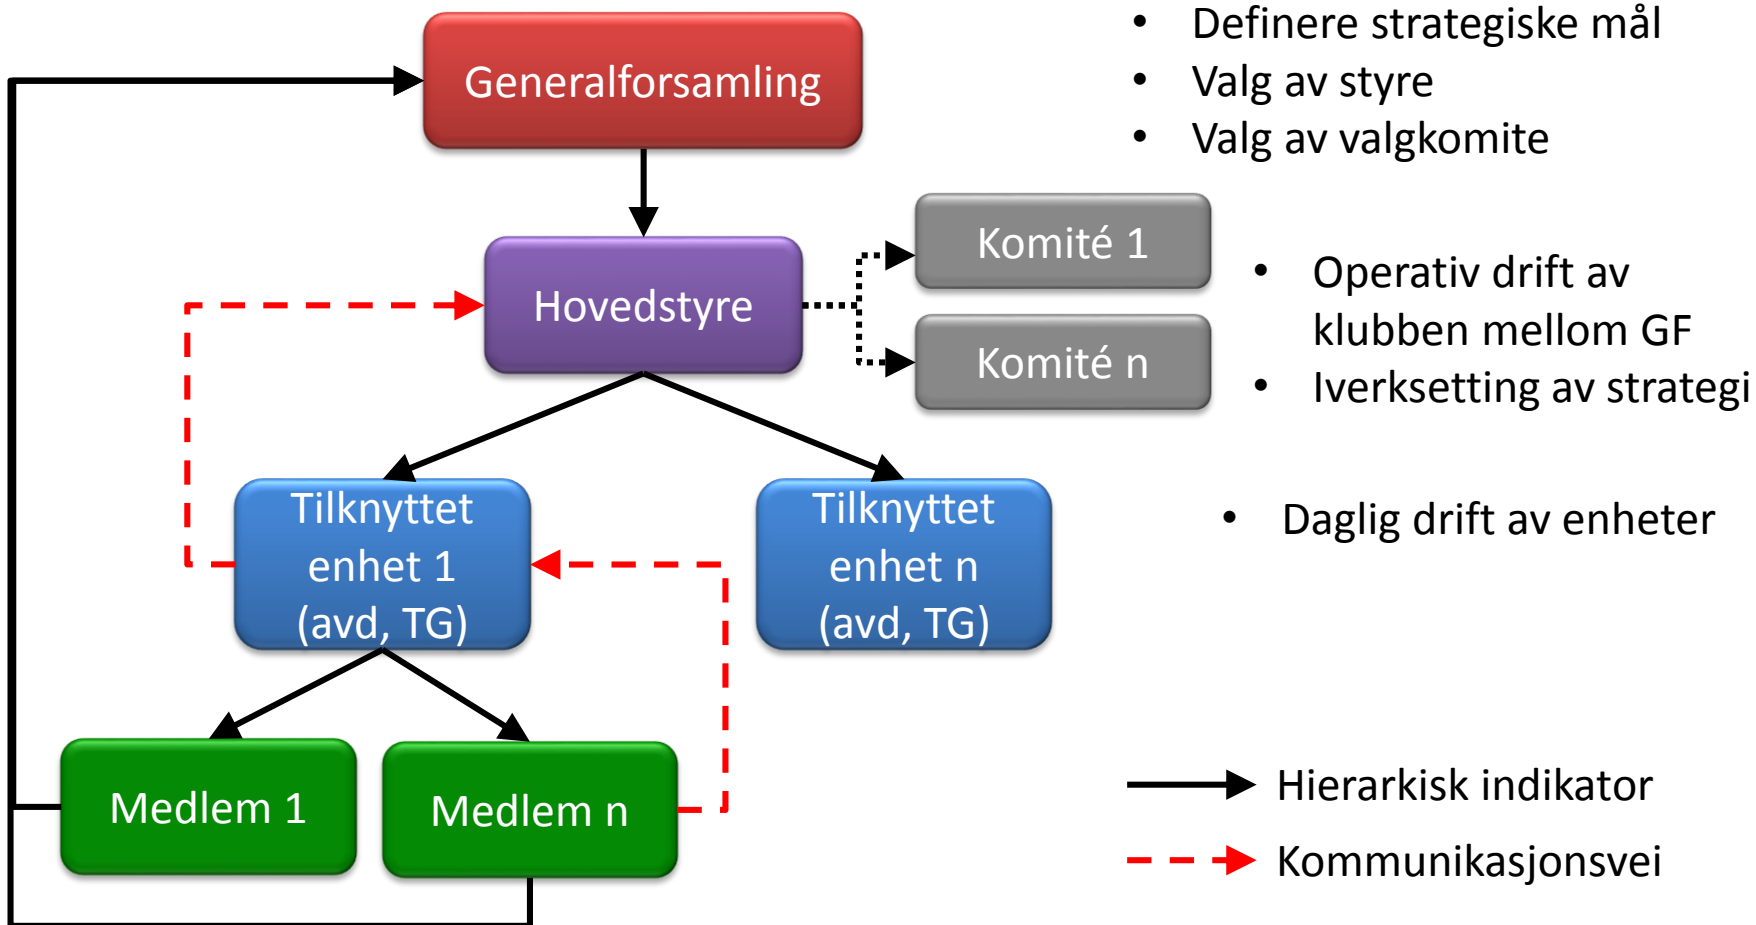 Generalforsamling
• Definere strategiske mål
• Valg av styre
• Valg av valgkomite
Hovedstyre
Komité 1
Komité n
• Operativ drift av
klubben mellom GF
• Iverksetting av strategi
Tilknyttet
enhet 1
(avd, TG)
Tilknyttet
enhet n
(avd, TG)
• Daglig drift av enheter
Medlem 1
Medlem n
Hierarkisk indikator
Kommunikasjonsvei